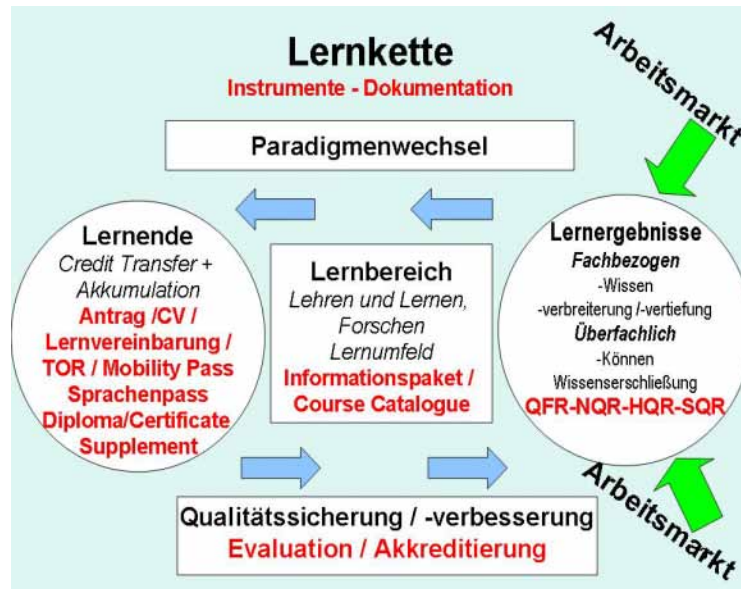 Lernkette
Instrumente - Dokumentation
Arbeitsmarkt
Paradigmenwechsel
Lernende
Credit Transfer +
Akkumulation
Antrag /CV /
Lernvereinbarung /
TOR / Mobility Pass
Sprachenpass
Diploma/Certificate
Supplement
Lernbereich
Lehren und Lernen,
Forschen
Lernumfeld
Informationspaket /
Course Catalogue
Lernergebnisse
Fachbezogen
-Wissen
-verbreiterung /-vertiefung
Überfachlich
-Können
Wissenserschließung
QFR-NQR-HQR-SQR
Arbeitsmarkt
Qualitätssicherung / -verbesserung
Evaluation / Akkreditierung